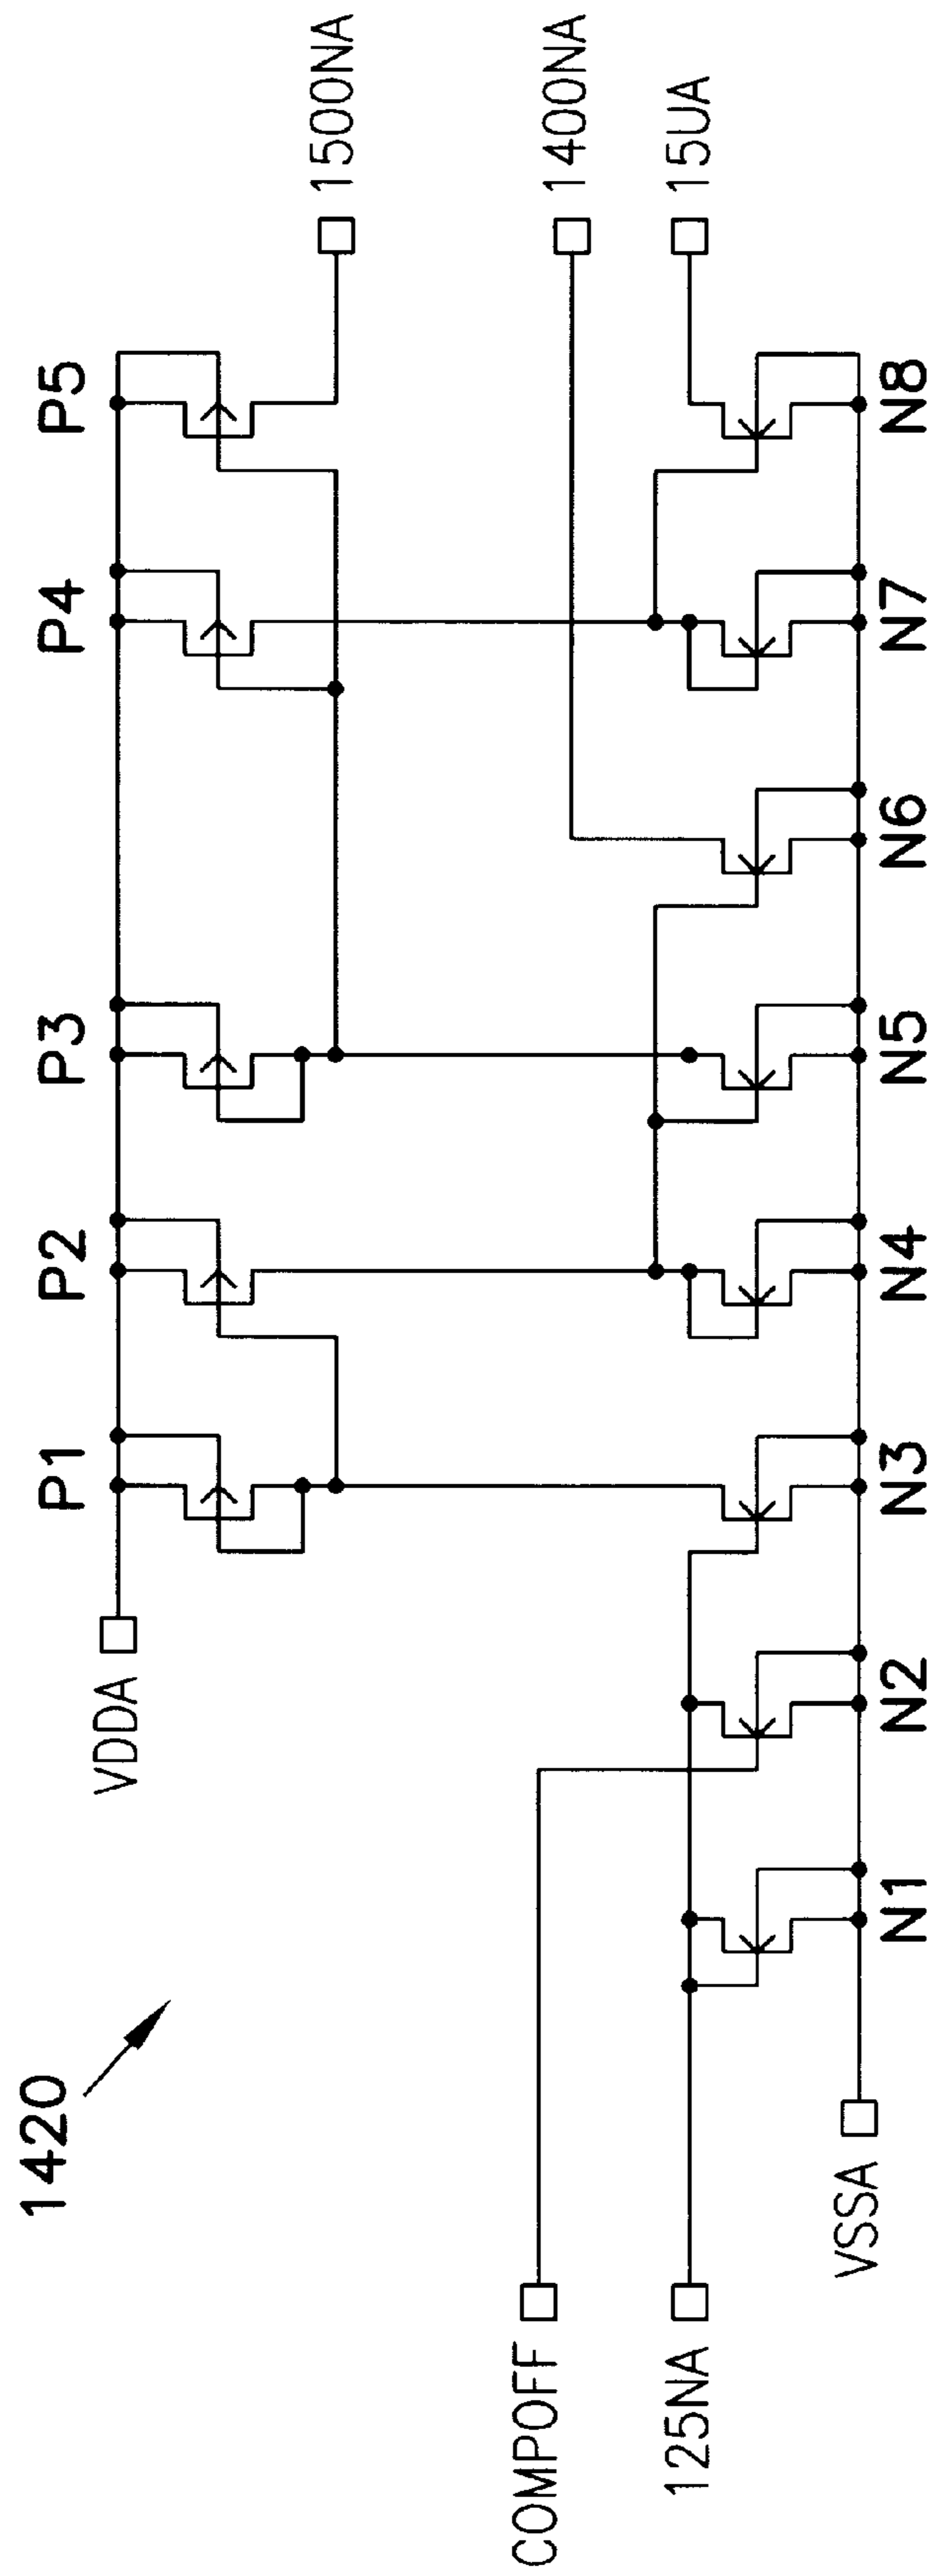 1420
VDDA
P1
P2
P3
P4
P5
1500NA
1400NA
15UA
COMPOFF
125NA
VSSA
N1
N2
N3
N4
N5
N6
N7
N8